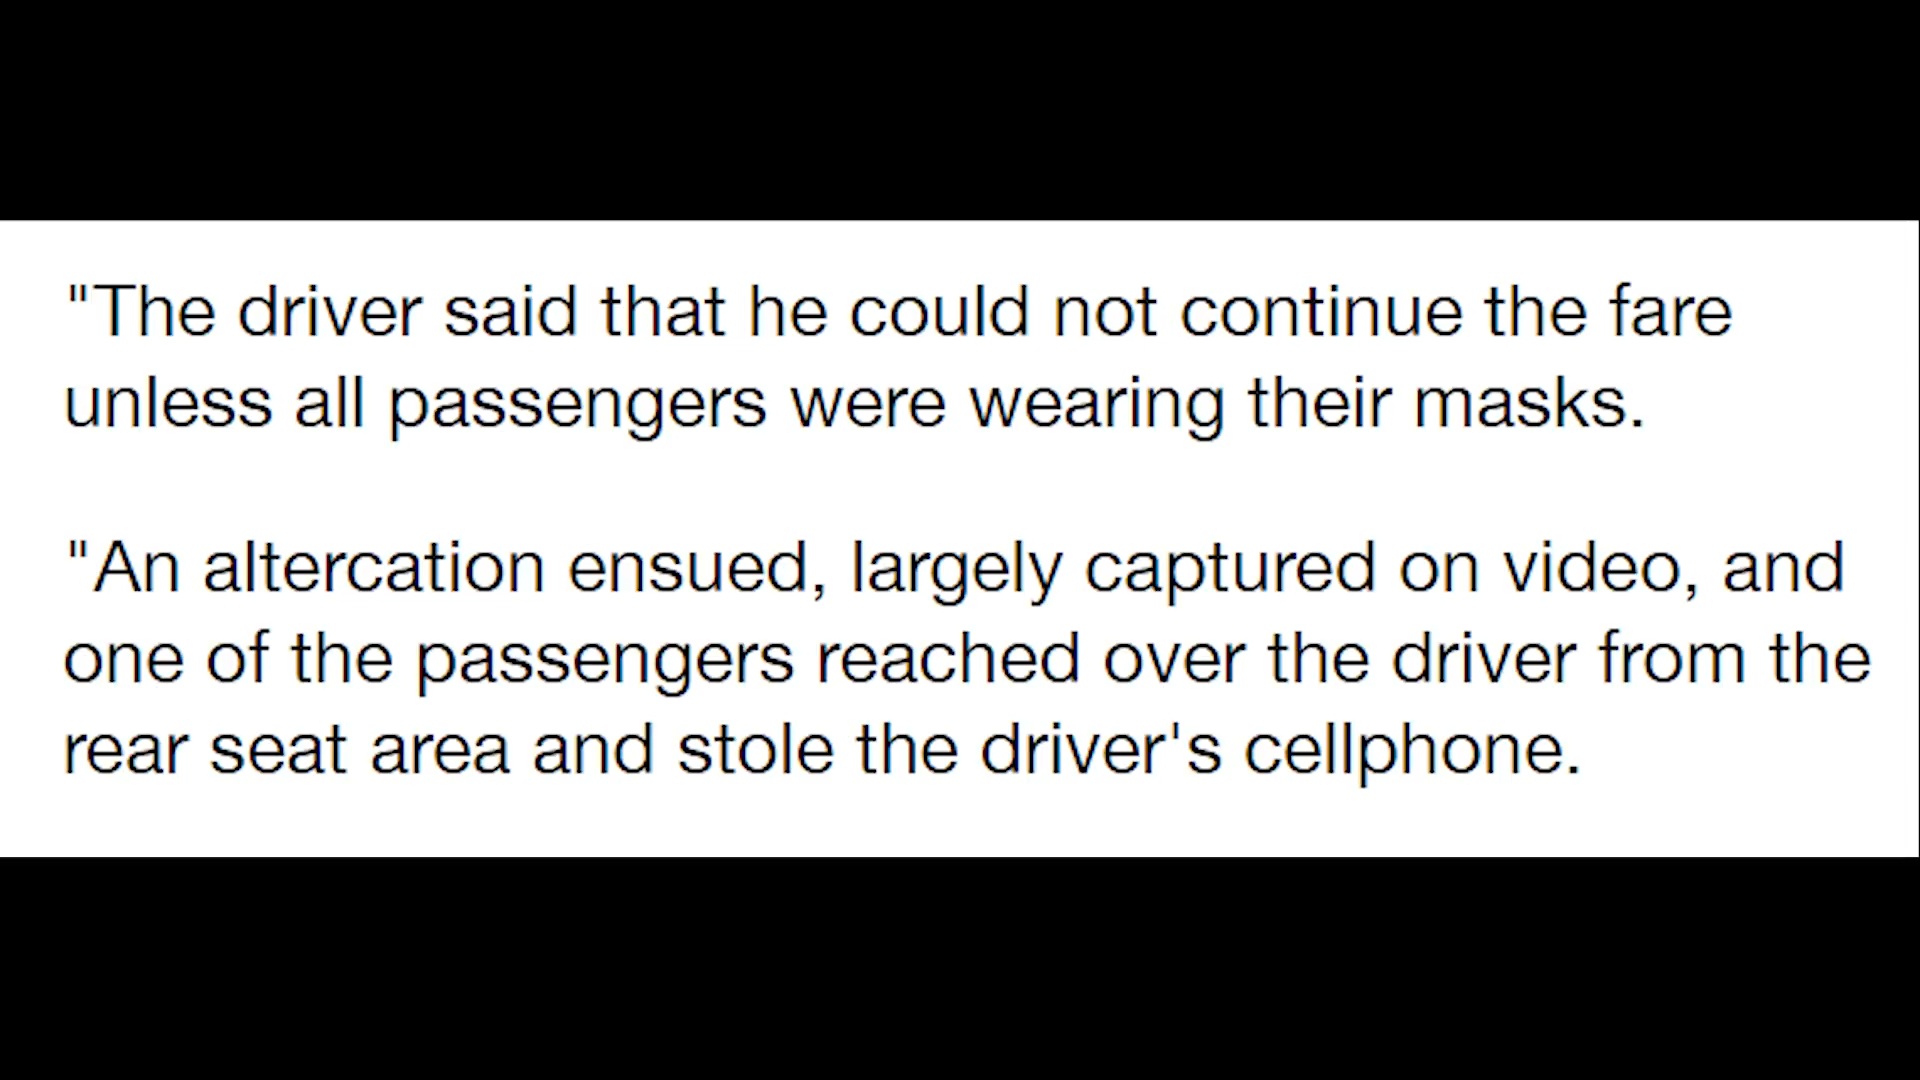 "The driver said that he could not continue the fare
unless all passengers were wearing their masks.
"An altercation ensued, largely captured on video, and
one of the passengers reached over the driver from the
rear seat area and stole the driver's cellphone.